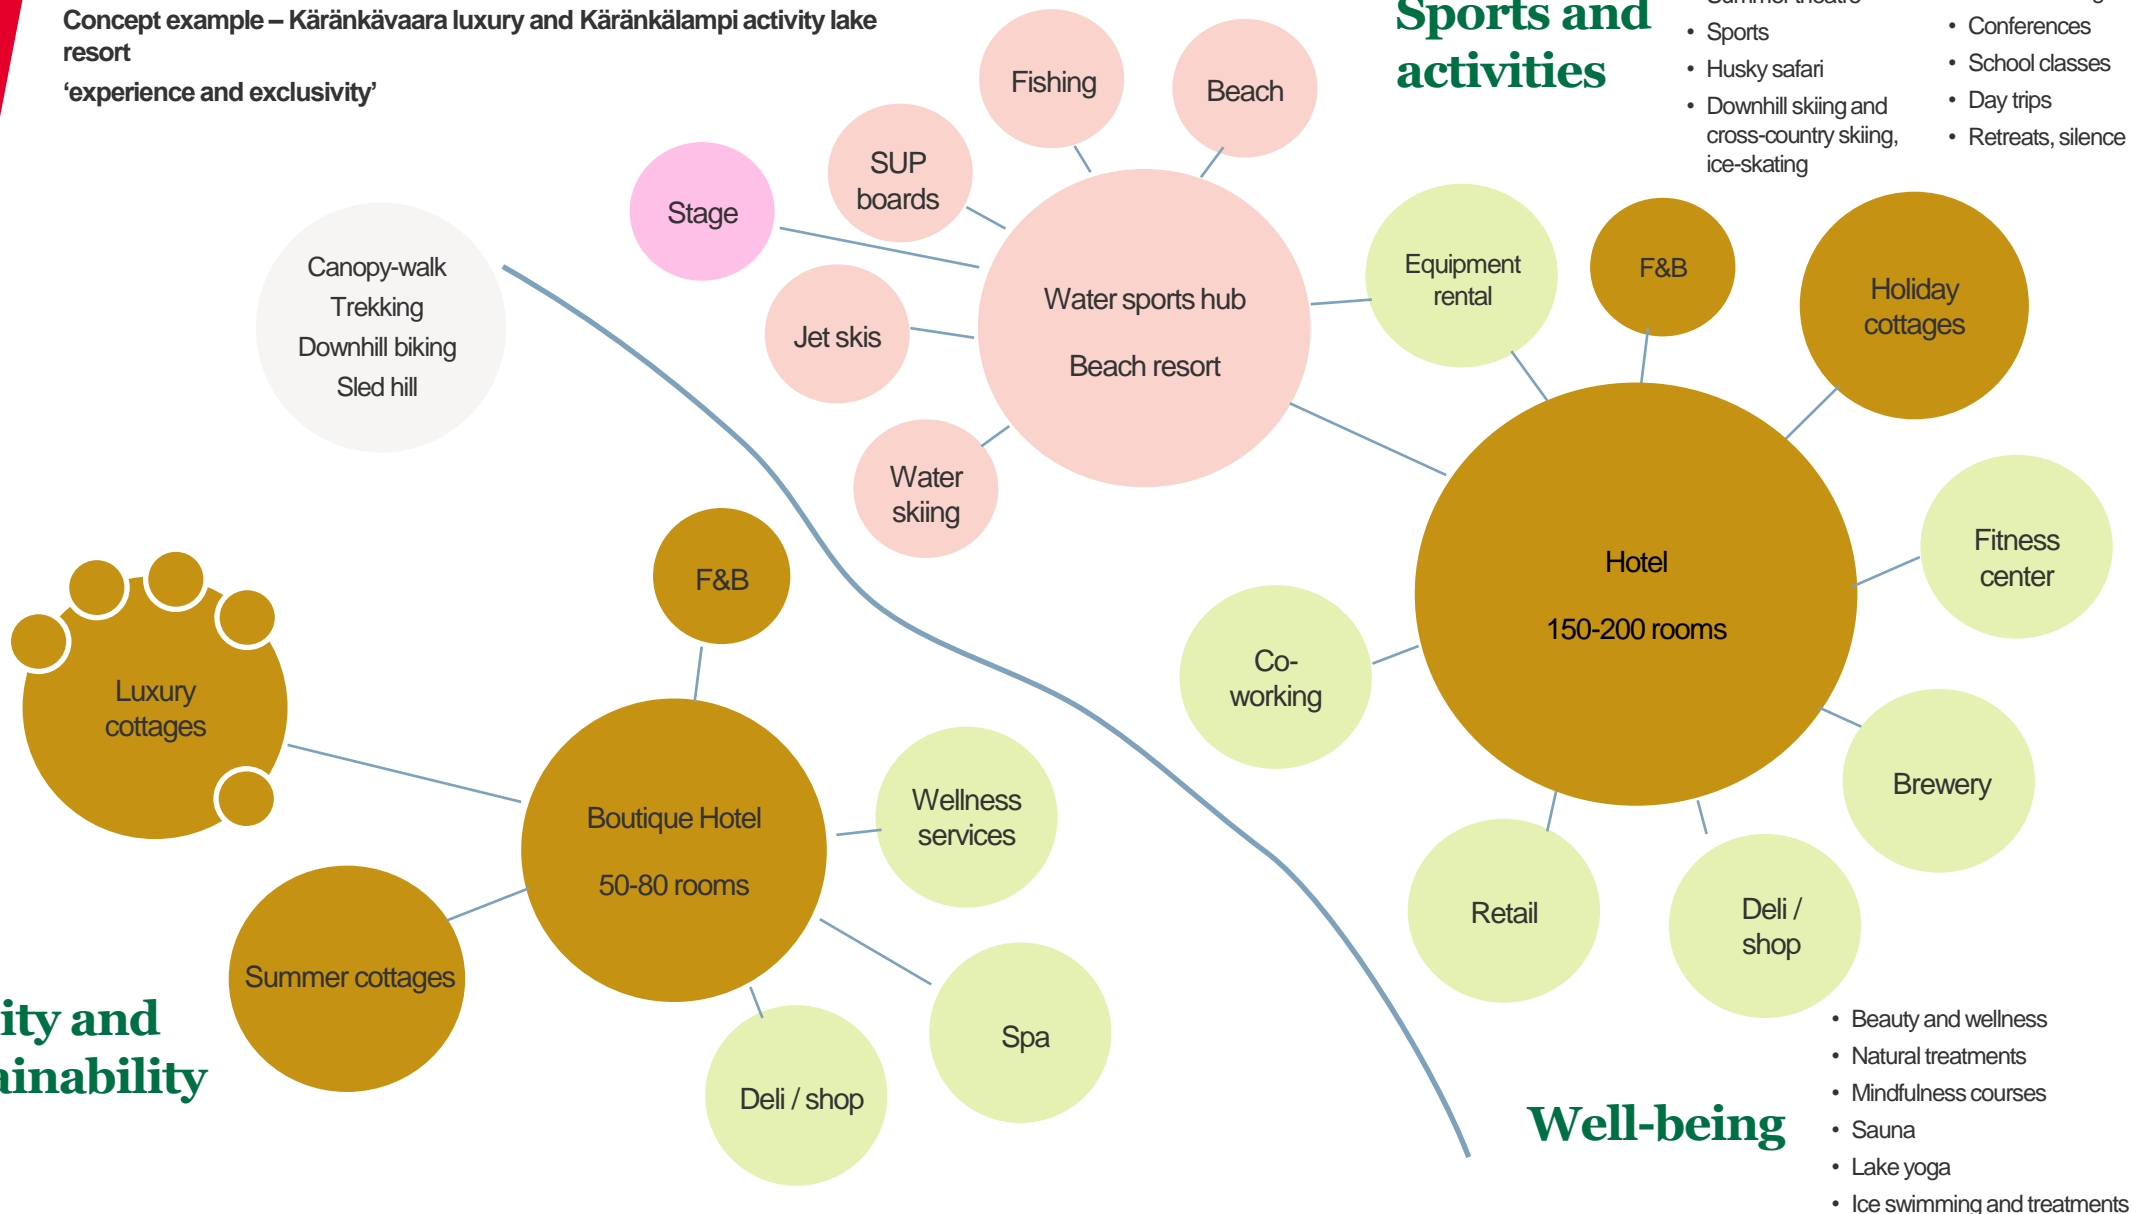 Concept example – Käränkävaara luxury and Käränkälampi activity lake
resort
‘experience and exclusivity’
Sports and
activities
• Sports
• Husky safari
• Downhill skiing and
cross-country skiing,
ice-skating
• Conferences
• School classes
• Day trips
• Retreats, silence
Fishing
Beach
SUP
boards
Stage
Canopy-walk
Trekking
Downhill biking
Sled hill
Jet skis
Water sports hub
Beach resort
Water
skiing
Equipment
rental
F&B
Holiday
cottages
Hotel
150-200 rooms
Fitness
center
Co-
working
Brewery
Retail
Deli /
shop
F&B
Luxury
cottages
Boutique Hotel
50-80 rooms
Wellness
services
Summer cottages
Spa
Deli / shop
ity and
ainability
Well-being
• Beauty and wellness
• Natural treatments
• Mindfulness courses
• Sauna
• Lake yoga
• Ice swimming and treatments